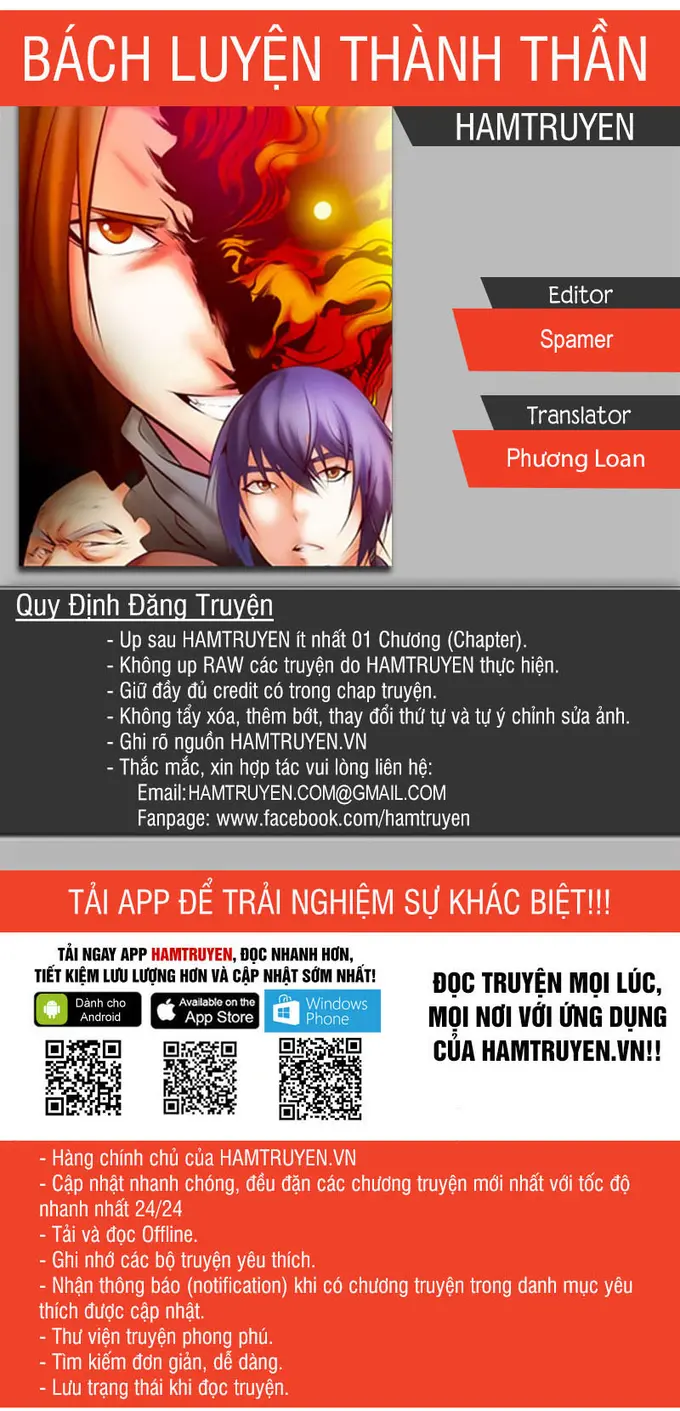 BÁCH LUYỆN THÀNH THẦN
HAMTRUYEN
Editor
Spamer
Translator
Phương Loan
Quy Định Đăng Truyện
- Up sau HAMTRUYEN ít nhất 01 Chương (Chapter).
- Không up RAW các truyện do HAMTRUYEN thực hiện.
- Giữ đầy đủ credit có trong chap truyện.
- Không tẩy xóa, thêm bớt, thay đổi thứ tự và tự ý chỉnh sửa ảnh.
- Ghi rõ nguồn HAMTRUYEN.VN
- Thắc mắc, xin hợp tác vui lòng liên hệ:
Email:HAMTRUYEN.COM@GMAIL.COM
Fanpage: www.facebook.com/hamtruyen
TẢI APP ĐỂ TRẢI NGHIỆM SỰ KHÁC BIỆT!!!
TẢI NGAY APP HAMTRUYEN, ĐỌC NHANH HƠN,
TIẾT KIỆM LƯU LƯỢNG HƠN VÀ CẬP NHẬT SỚM NHẤT!
Dành cho
Android
Available on the
App Store
Windows
Phone
ĐỌC TRUYỆN MỌI LÚC,
MỌI NƠI VỚI ỨNG DỤNG
CỦA HAMTRUYEN.VN!!
- Hàng chính chủ của HAMTRUYEN.VN
- Cập nhật nhanh chóng, đều đặn các chương truyện mới nhất với tốc độ
nhanh nhất 24/24
- Tải và đọc Offline.
- Ghi nhớ các bộ truyện yêu thích.
- Nhận thông báo (notification) khi có chương truyện trong danh mục yêu
thích được cập nhật.
- Thư viện truyện phong phú.
- Tìm kiếm đơn giản, dễ dàng.
- Lưu trạng thái khi đọc truyện.